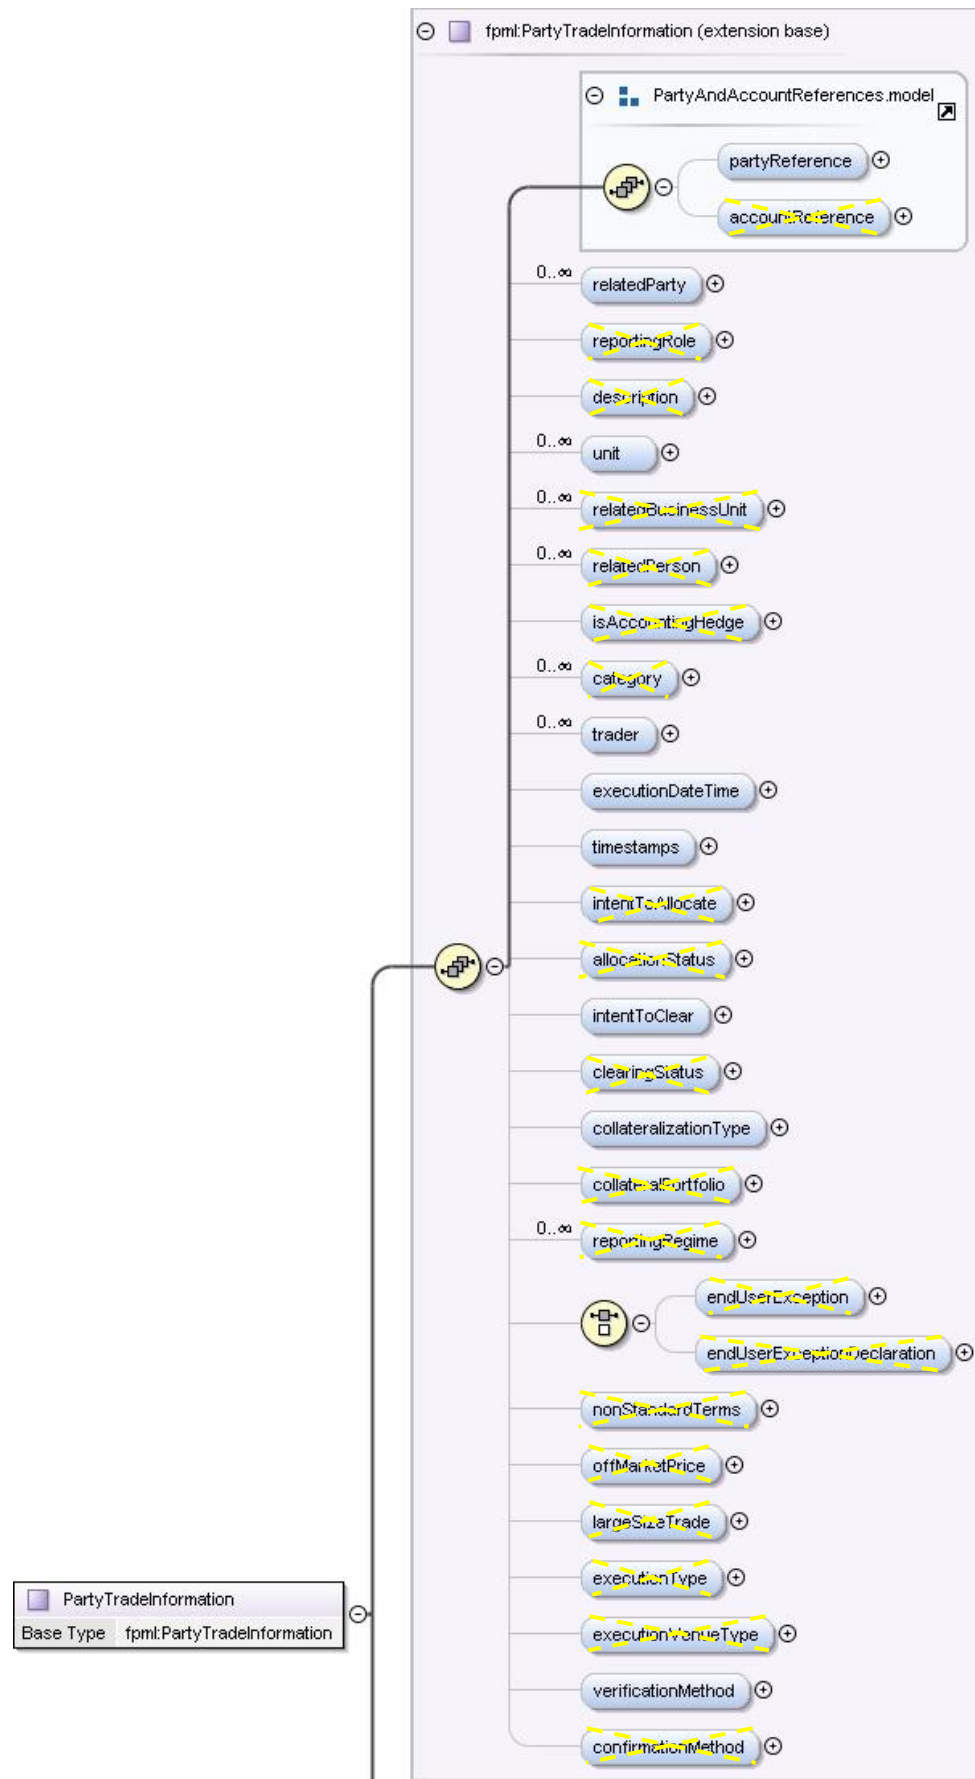 fpml:PartyTradeInformation (extension base)
PartyAndAccountReferences.model
partyReference
accountReference
0..∞
relatedParty
reportingRole
description
0..∞
unit
0..∞
relatedBusinessUnit
0..∞
relatedPerson
isAccountingHedge
0..∞
category
0..∞
trader
executionDateTime
timestamps
intentToAllocate
allocationStatus
intentToClear
clearingStatus
collateralizationType
collateralPortfolio
0..∞
reportingRegime
endUserException
endUserExceptionDeclaration
nonStandardTerms
offMarketPrice
largeSizeTrade
executionType
PartyTradeInformation
Base Type fpml:PartyTradeInformation
executionVenueType
verificationMethod
confirmationMethod